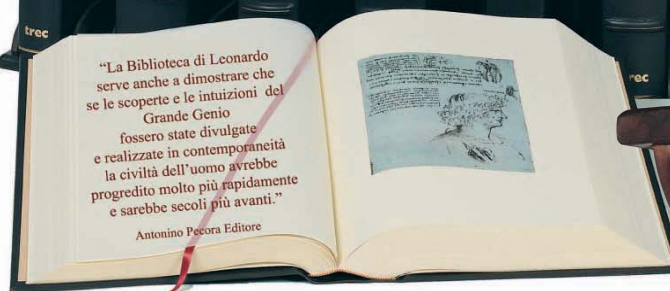 trec
rec
“La Biblioteca di Leonardo
serve anche a dimostrare che
se le scoperte e le intuizioni del
Grande Genio
fossero state divulgate
e realizzate in contemporaneità
la civiltà dell’uomo avrebbe
progredito molto più rapidamente
e sarebbe secoli più avanti.”
Antonino Pecora Editore